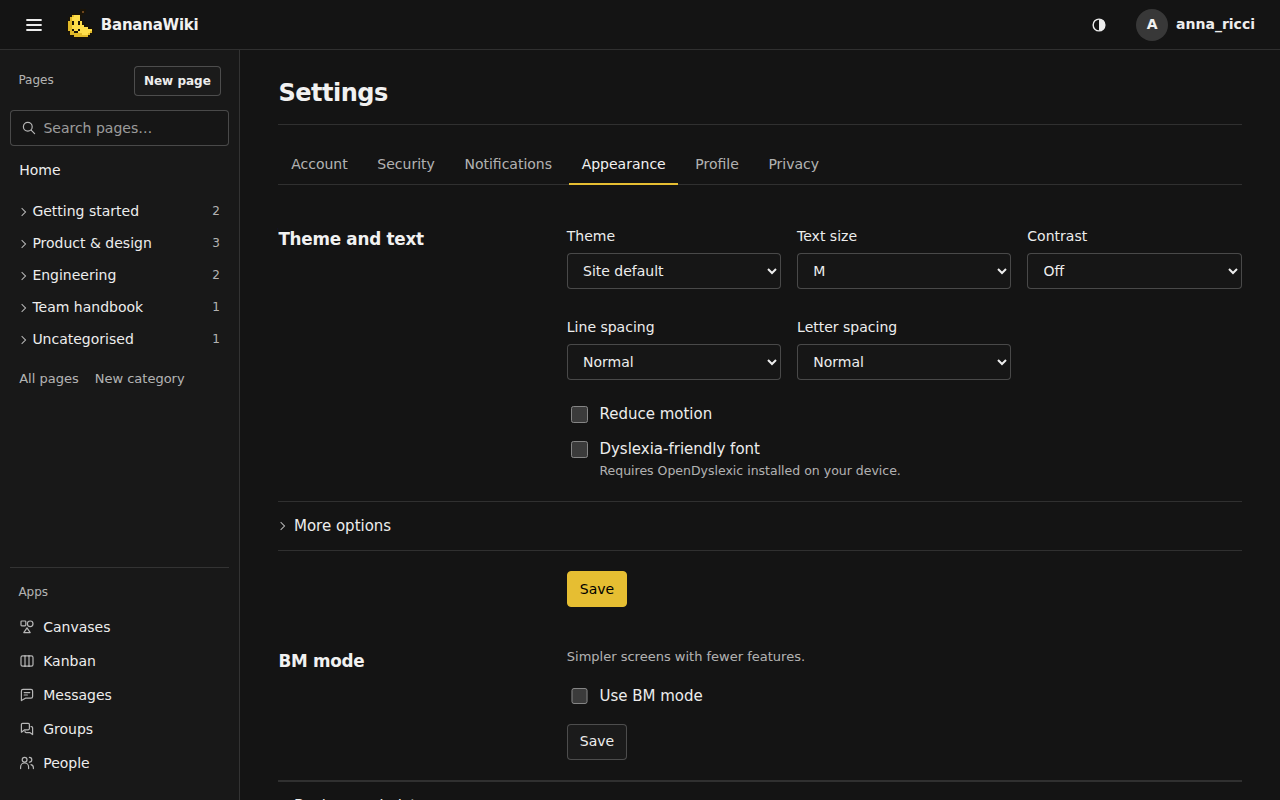 BananaWiki
A anna_ricci
Pages
New page
Search pages...
Home
Getting started 2
Product & design 3
Engineering 2
Team handbook 1
Uncategorised 1
All pages New category
Apps
Canvases
Kanban
Messages
Groups
People
Settings
Account Security Notifications Appearance Profile Privacy
Theme and text
Theme Text size Contrast
Site default M Off
Line spacing Letter spacing
Normal Normal
Reduce motion
Dyslexia-friendly font
Requires OpenDyslexic installed on your device.
More options
Save
BM mode
Simpler screens with fewer features.
Use BM mode
Save